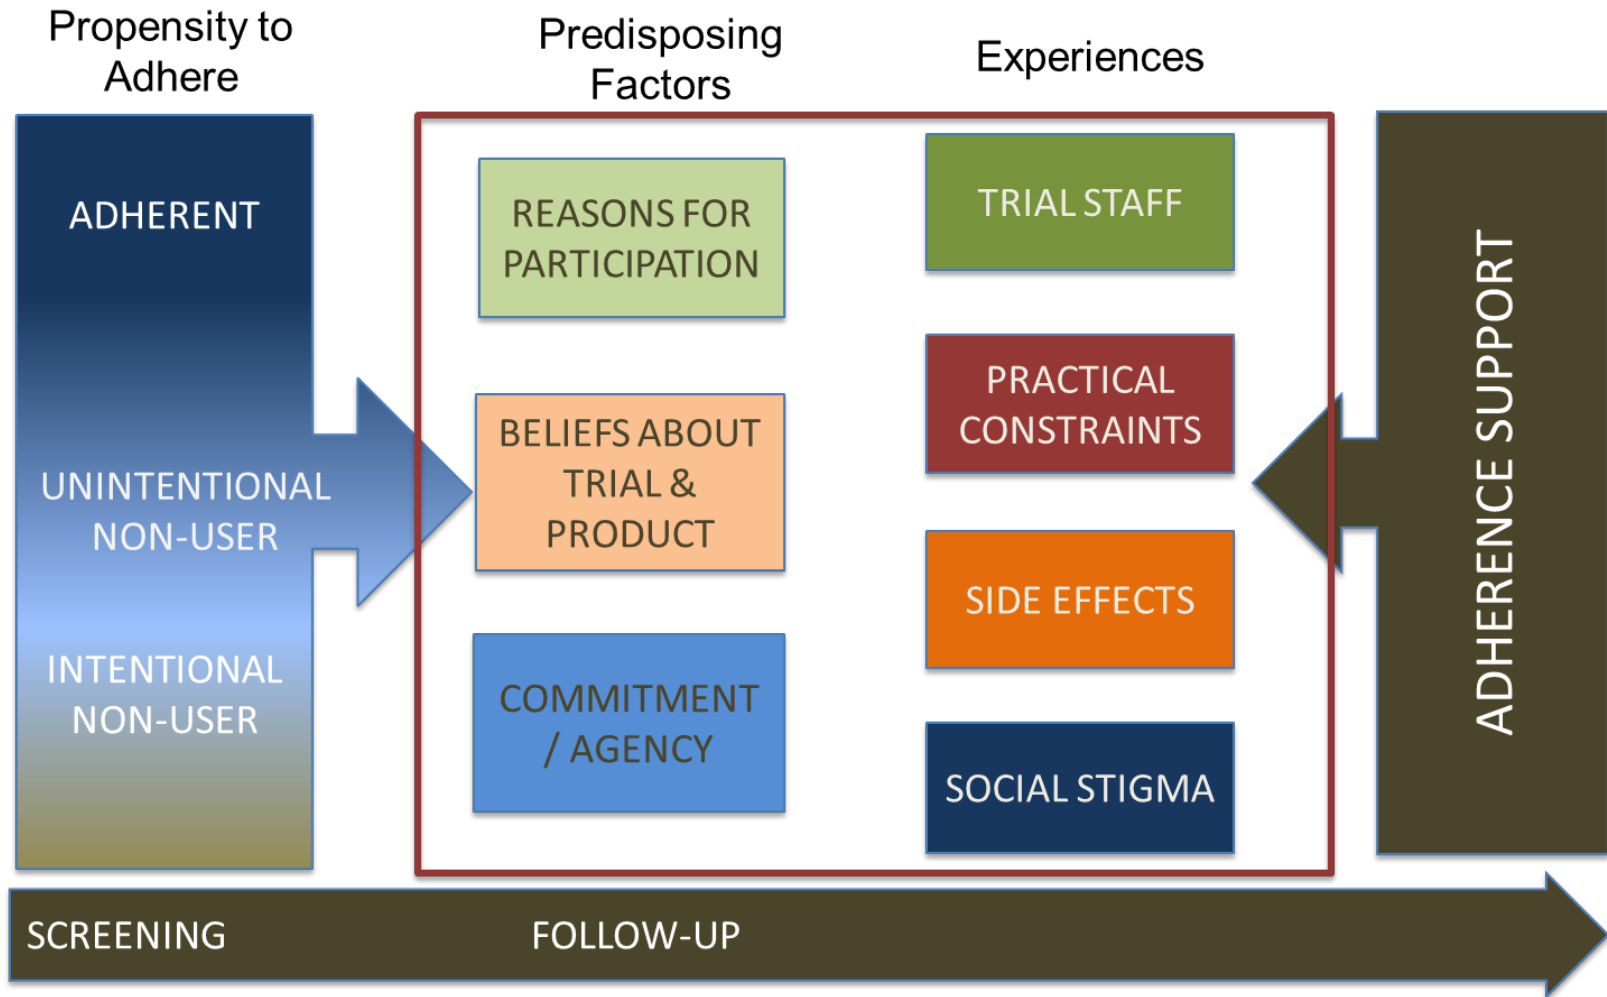 Propensity to
Adhere
Predisposing
Factors
Experiences
ADHERENT
UNINTENTIONAL
NON-USER
INTENTIONAL
NON-USER
REASONS FOR
PARTICIPATION
BELIEFS ABOUT
TRIAL &
PRODUCT
COMMITMENT
/ AGENCY
TRIAL STAFF
PRACTICAL
CONSTRAINTS
SIDE EFFECTS
SOCIAL STIGMA
ADHERENCE SUPPORT
SCREENING
FOLLOW-UP